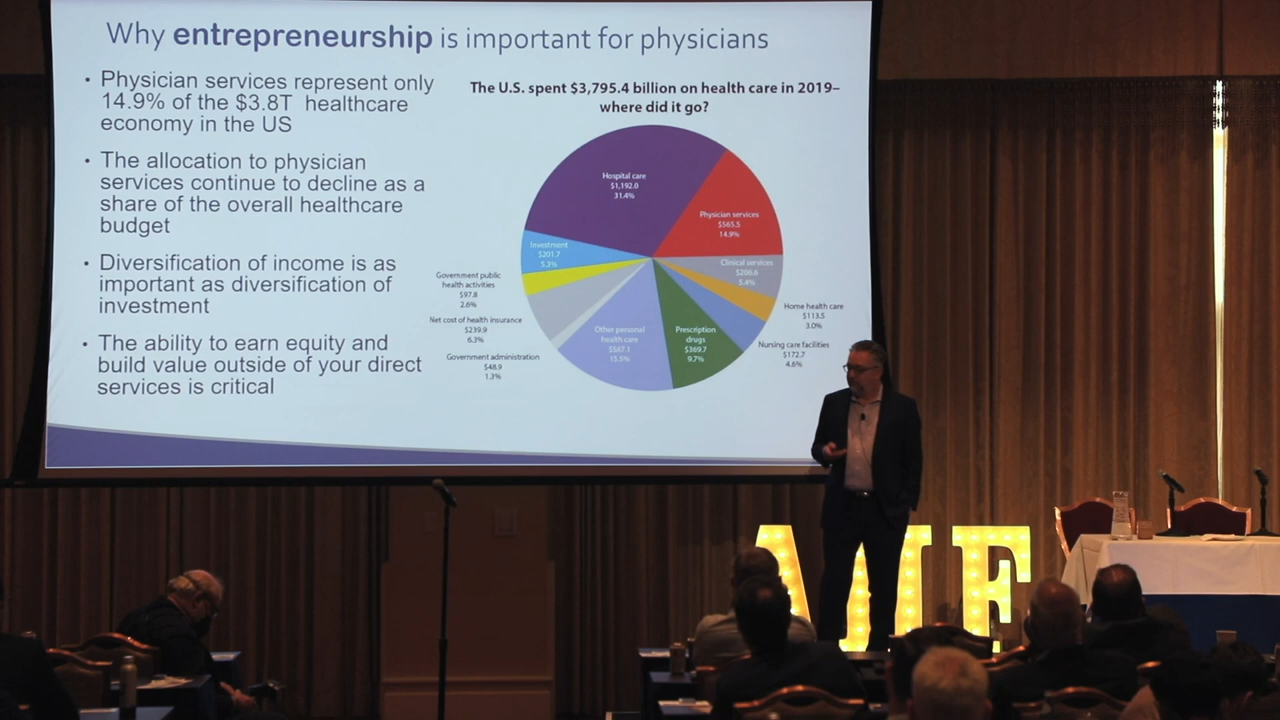 Why entrepreneurship is important for physicians
• Physician services represent only
14.9% of the $3.8T healthcare
economy in the US
• The allocation to physician
services continue to decline as a
share of the overall healthcare
budget
• Diversification of income is as
important as diversification of
investment
• The ability to earn equity and
build value outside of your direct
services is critical
The U.S. spent $3,795.4 billion on health care in 2019–
where did it go?
Hospital care
$1,192.0
31.4%
Physician services
$565.5
14.9%
Clinical services
$206.6
5.4%
Home health care
$113.5
3.0%
Nursing care facilities
$172.7
4.6%
Prescription
drugs
$369.7
9.7%
Other personal
health care
$587.1
15.5%
Government administration
$48.9
1.3%
Net cost of health insurance
$239.9
6.3%
Government public
health activities
$97.8
2.6%
Investment
$201.7
5.3%